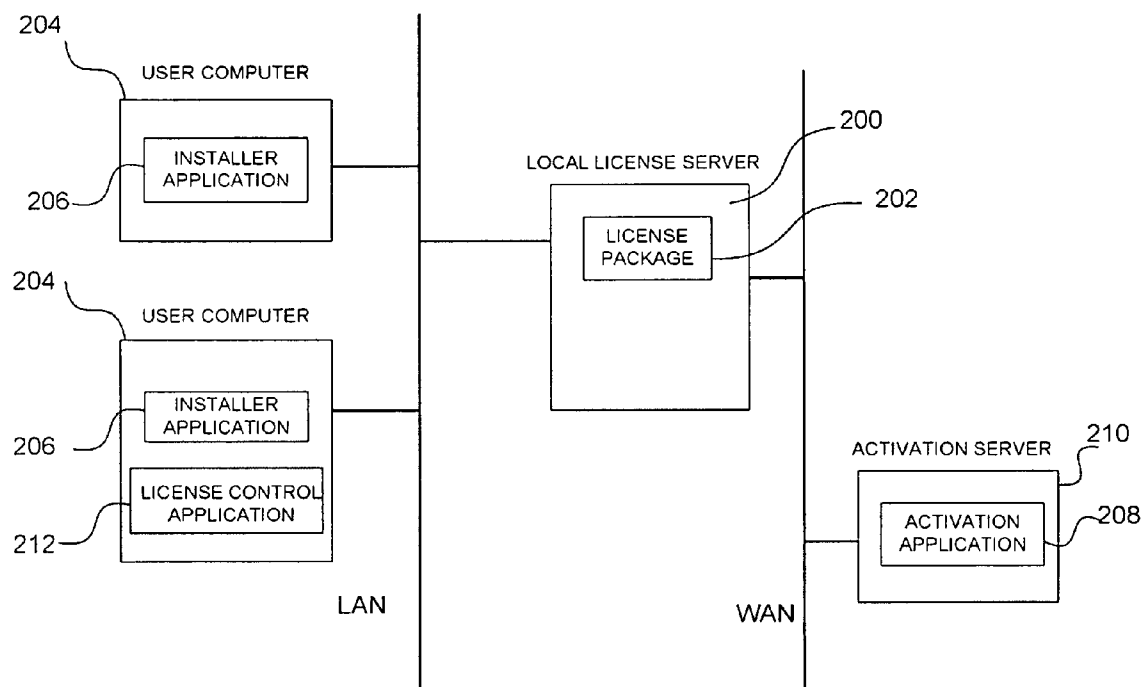 204
USER COMPUTER
INSTALLER
APPLICATION
206
200
LOCAL LICENSE SERVER
202
LICENSE
PACKAGE
204
USER COMPUTER
INSTALLER
APPLICATION
206
LICENSE CONTROL
APPLICATION
212
ACTIVATION SERVER
210
ACTIVATION
APPLICATION
208
LAN
WAN